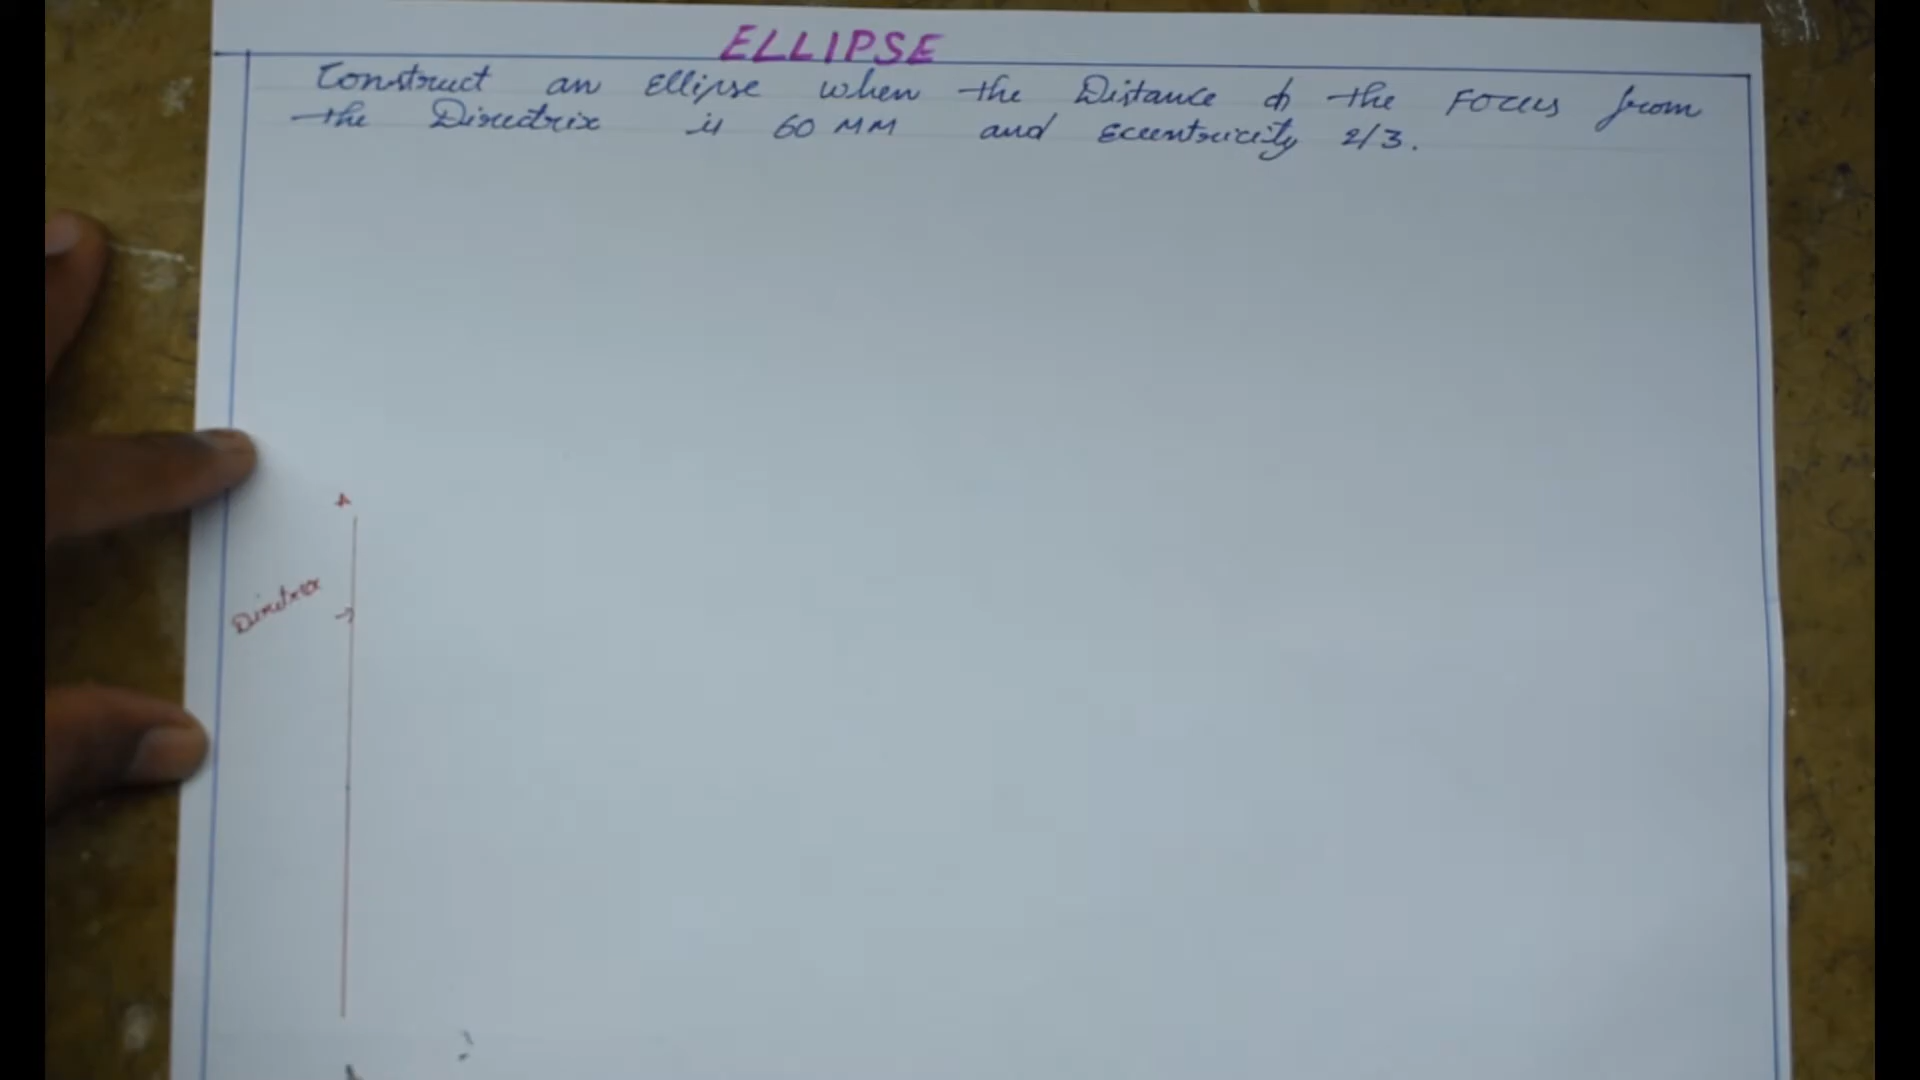 ELLIPSE
Construct an Ellipse when the Distance of the Focus from
the Directrix is 60 MM and Eccentricity 2/3.
A
Directrix